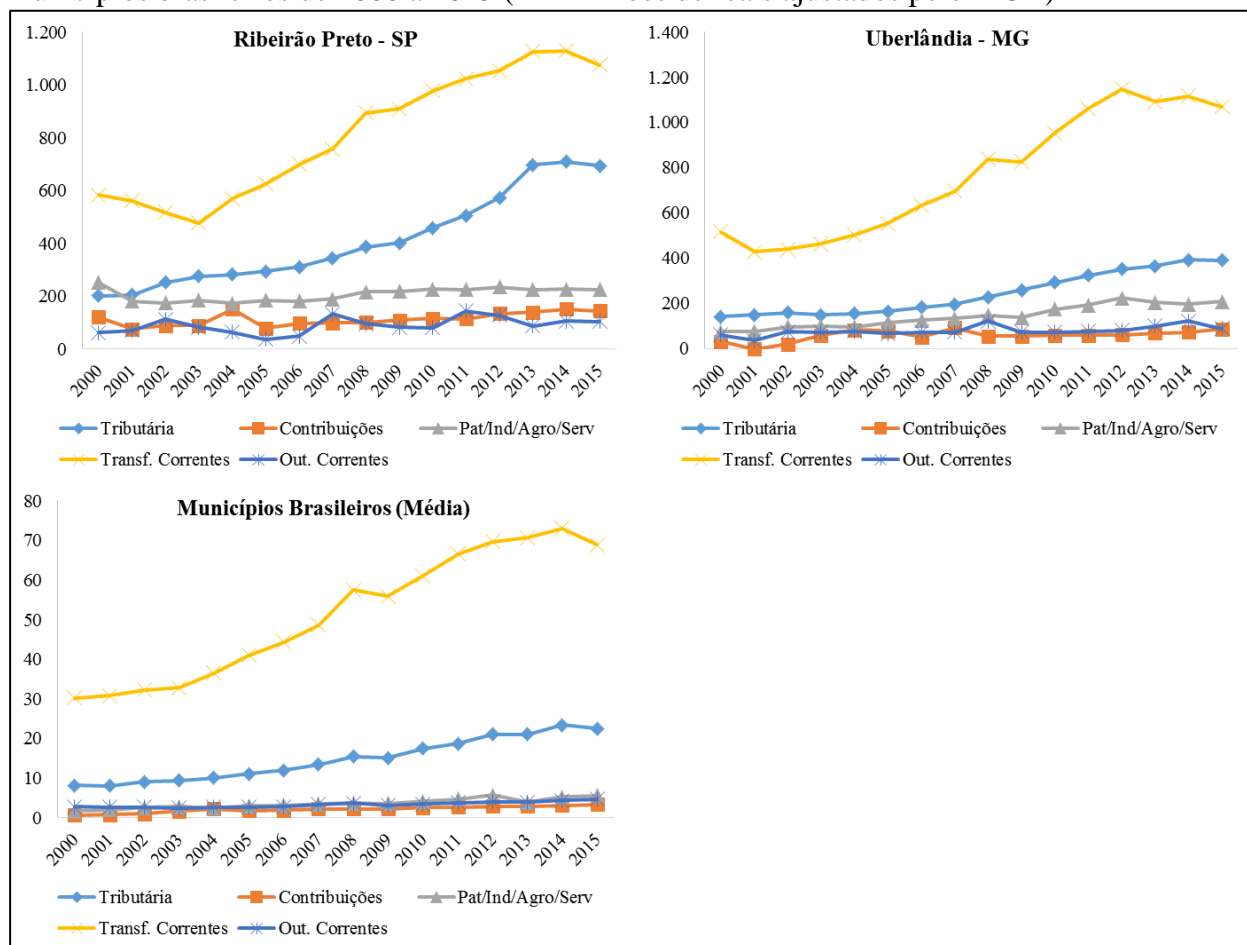 Ribeirão Preto - SP
1.200
1.000
800
600
400
200
0
2000 2001 2002 2003 2004 2005 2006 2007 2008 2009 2010 2011 2012 2013 2014 2015
Tributária Contribuições Pat/Ind/Agro/Serv
Transf. Correntes Out. Correntes
Uberlândia - MG
1.400
1.200
1.000
800
600
400
200
0
2000 2001 2002 2003 2004 2005 2006 2007 2008 2009 2010 2011 2012 2013 2014 2015
Tributária Contribuições Pat/Ind/Agro/Serv
Transf. Correntes Out. Correntes
Municípios Brasileiros (Média)
80
70
60
50
40
30
20
10
0
2000 2001 2002 2003 2004 2005 2006 2007 2008 2009 2010 2011 2012 2013 2014 2015
Tributária Contribuições Pat/Ind/Agro/Serv
Transf. Correntes Out. Correntes